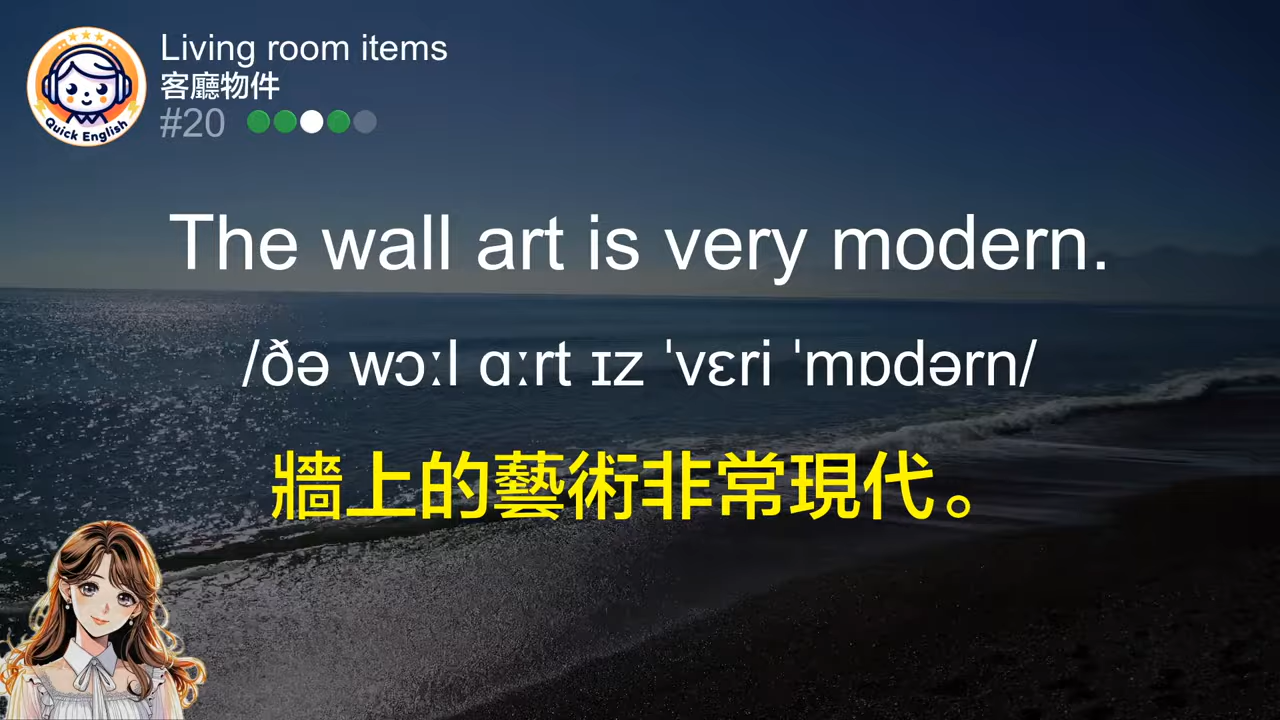 Living room items
客廳物件
#20
Quick English
The wall art is very modern.
/ðə wɔːl ɑːrt ɪz ˈvɛri ˈmɒdərn/
牆上的藝術非常現代。